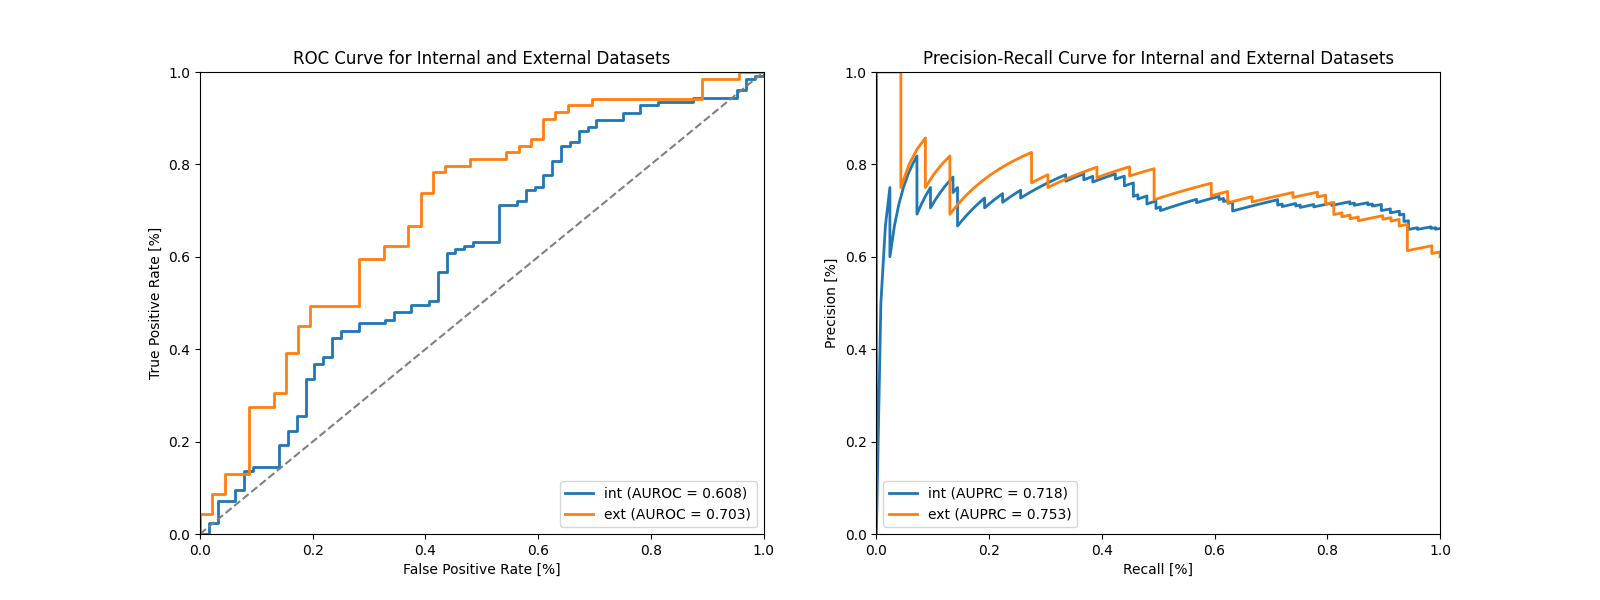 ROC Curve for Internal and External Datasets
True Positive Rate [%]
1.0
0.8
0.6
0.4
0.2
0.0
0.0 0.2 0.4 0.6 0.8 1.0
False Positive Rate [%]
int (AUROC = 0.608)
ext (AUROC = 0.703)
Precision-Recall Curve for Internal and External Datasets
Precision [%]
1.0
0.8
0.6
0.4
0.2
0.0
0.0 0.2 0.4 0.6 0.8 1.0
Recall [%]
int (AUPRC = 0.718)
ext (AUPRC = 0.753)